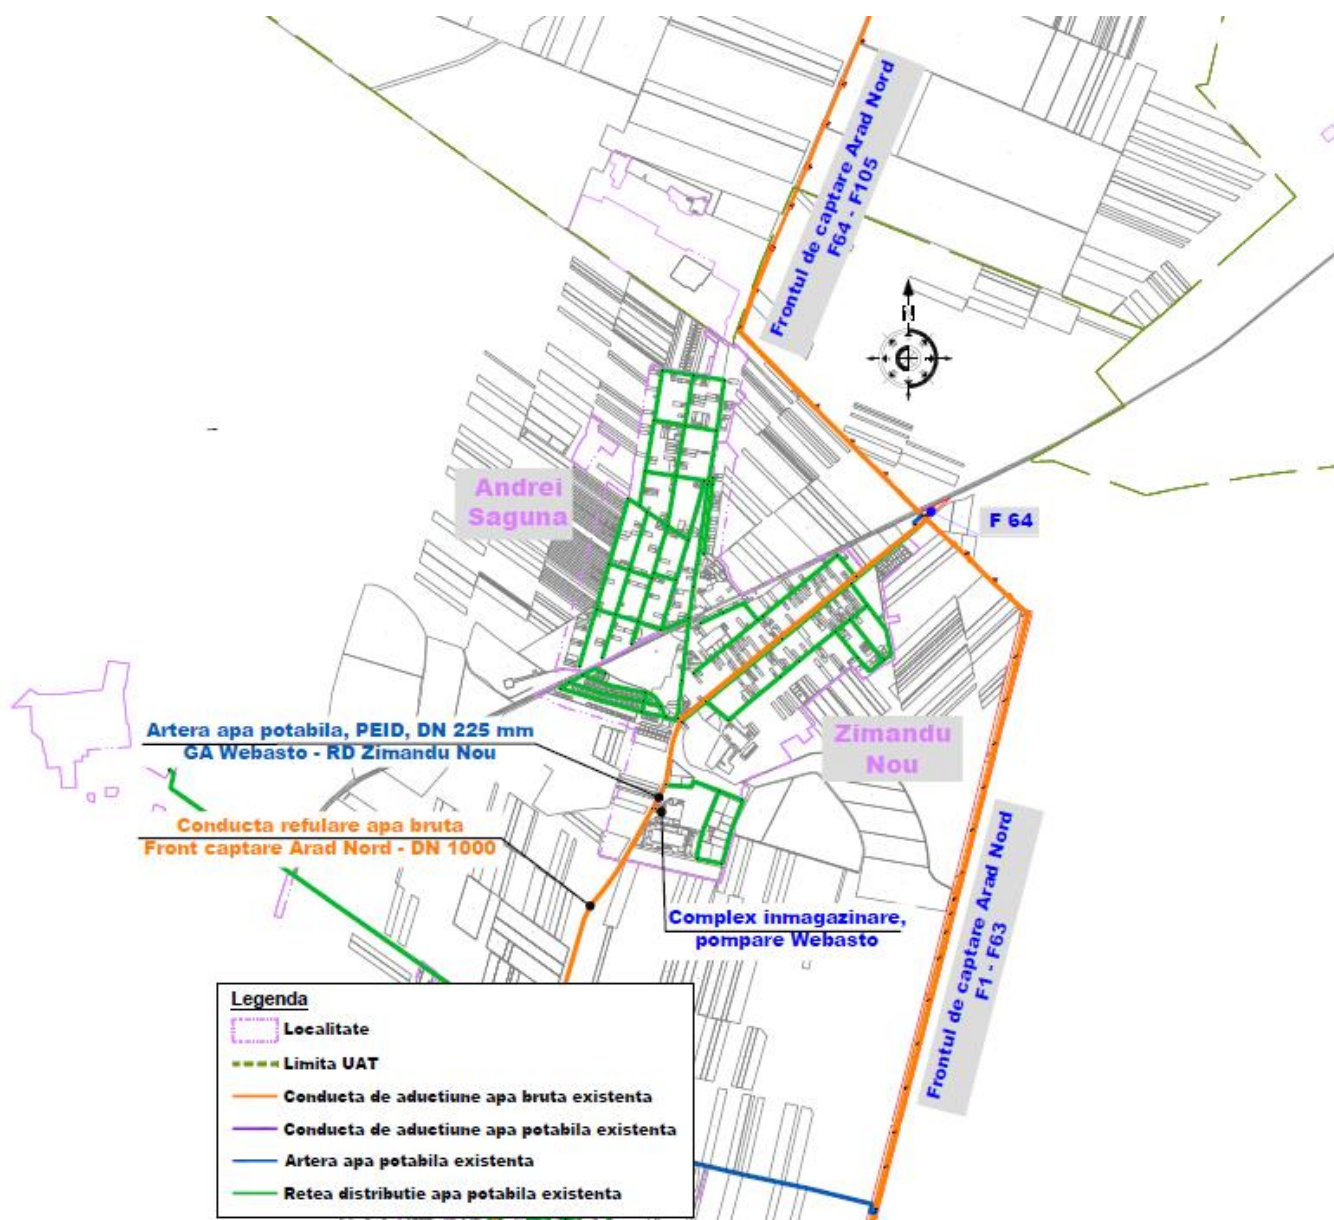 Frontul de captare Arad Nord
F64 - F105
N
Andrei
Saguna
F 64
Artera apa potabila, PEID, DN 225 mm
GA Webasto - RD Zimandu Nou
Zimandu
Nou
Conducta refulare apa bruta
Front captare Arad Nord - DN 1000
Complex inmagazinare,
pompare Webasto
Frontul de captare Arad Nord
F1 - F63
Legenda
Localitate
Limita UAT
Conducta de aductiune apa bruta existenta
Conducta de aductiune apa potabila existenta
Artera apa potabila existenta
Retea distributie apa potabila existenta